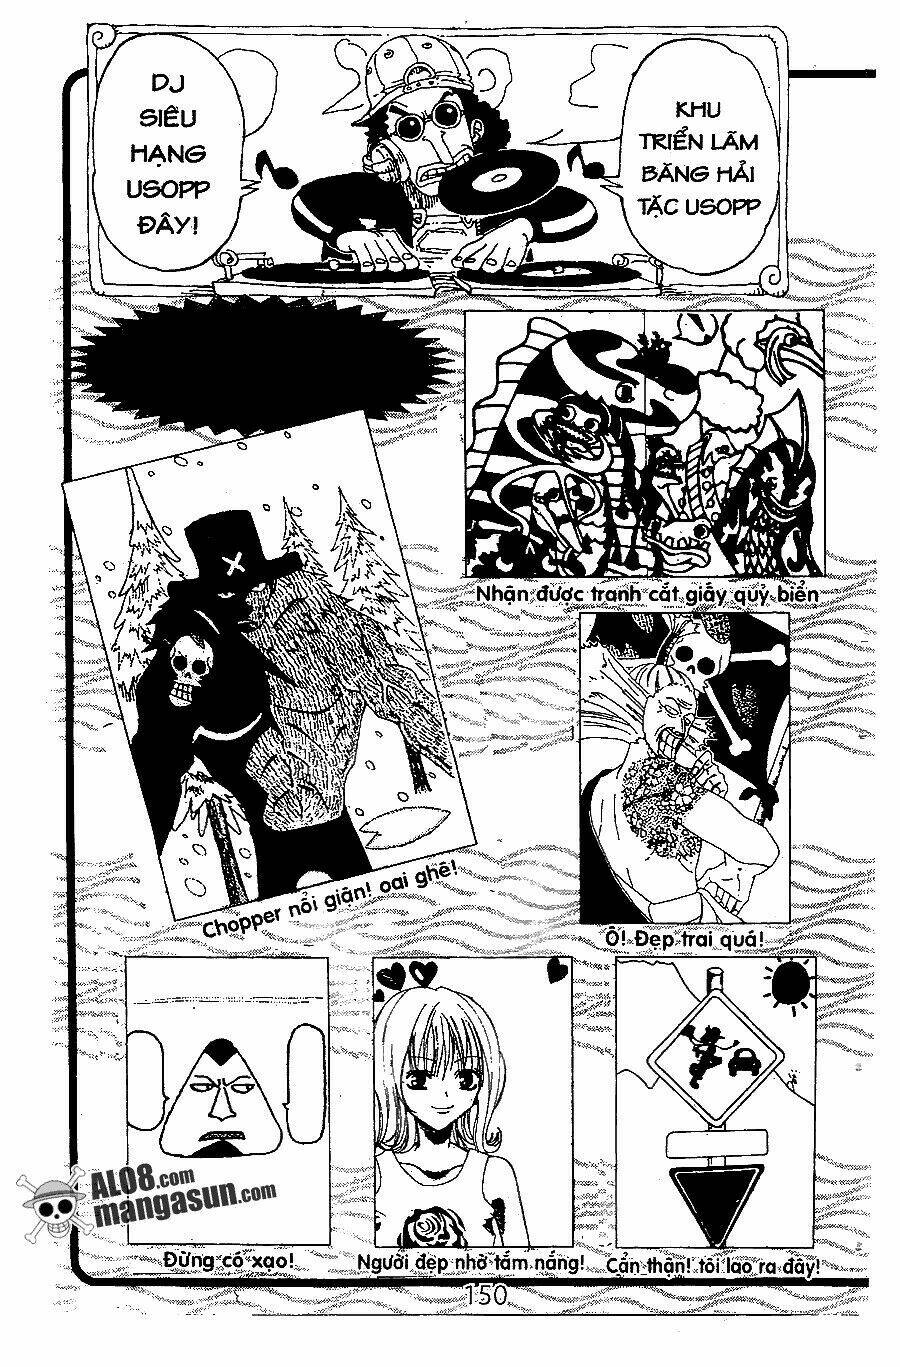 DJ
SIÊU
HẠNG
USOPP
ĐÂY!
KHU
TRIỂN LÃM
BĂNG HẢI
TẶC USOPP
Nhận được tranh cắt giấy quỷ biển
Chopper nổi giận! oai ghê!
Ô! Đẹp trai quá!
Đừng có xạo!
Người đẹp nhờ tắm nắng!
Cẩn thận! tôi lao ra đây!
ALO8.com
mangasun.com
150